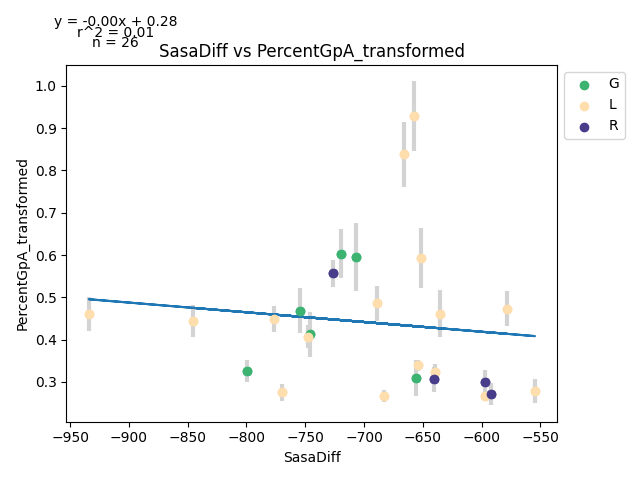 y = -0.00x + 0.28
r^2 = 0.01
n = 26
SasaDiff vs PercentGpA_transformed
G
L
R
1.0
0.9
0.8
0.7
0.6
0.5
0.4
0.3
PercentGpA_transformed
−950
−900
−850
−800
−750
−700
−650
−600
−550
SasaDiff